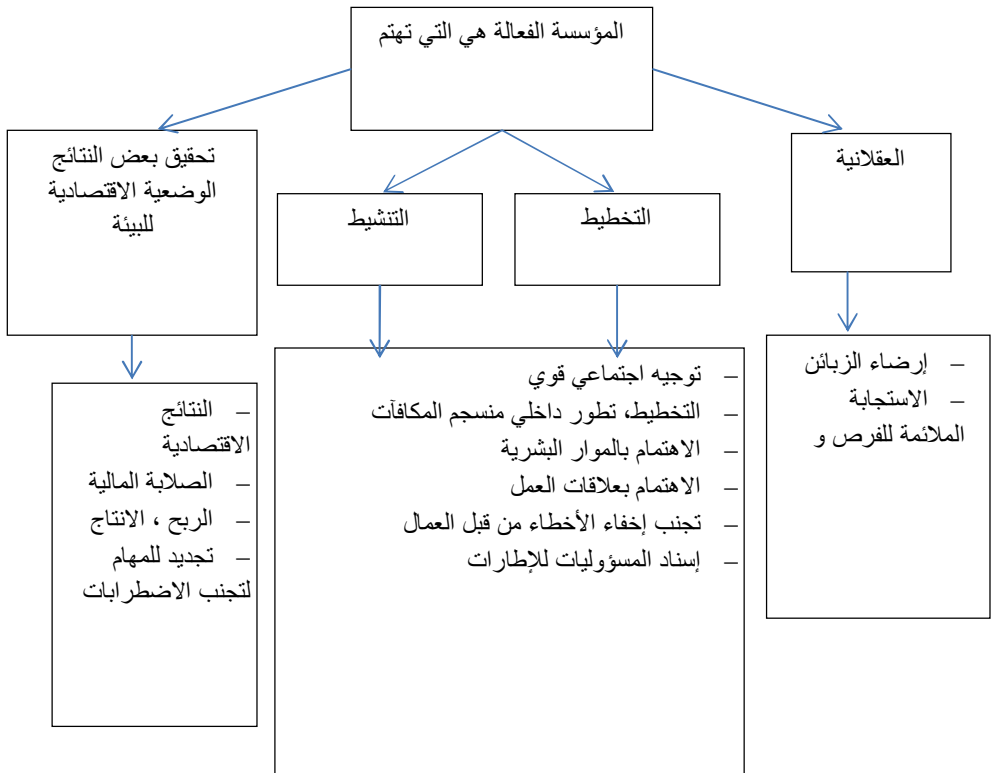 المؤسسة الفعالة هي التي تهتم
العقلانية
التخطيط
التنشيط
تحقيق بعض النتائج
الوضعية الاقتصادية
للبيئة
– إرضاء الزبائن
– الاستجابة
الملائمة للفرص و
– توجيه اجتماعي قوي
– التخطيط، تطور داخلي منسجم المكافآت
– الاهتمام بالموار البشرية
– الاهتمام بعلاقات العمل
– تجنب إخفاء الأخطاء من قبل العمال
– إسناد المسؤوليات للإطارات
– النتائج
الاقتصادية
– الصلابة المالية
– الربح ، الانتاج
– تجديد للمهام
لتجنب الاضطرابات